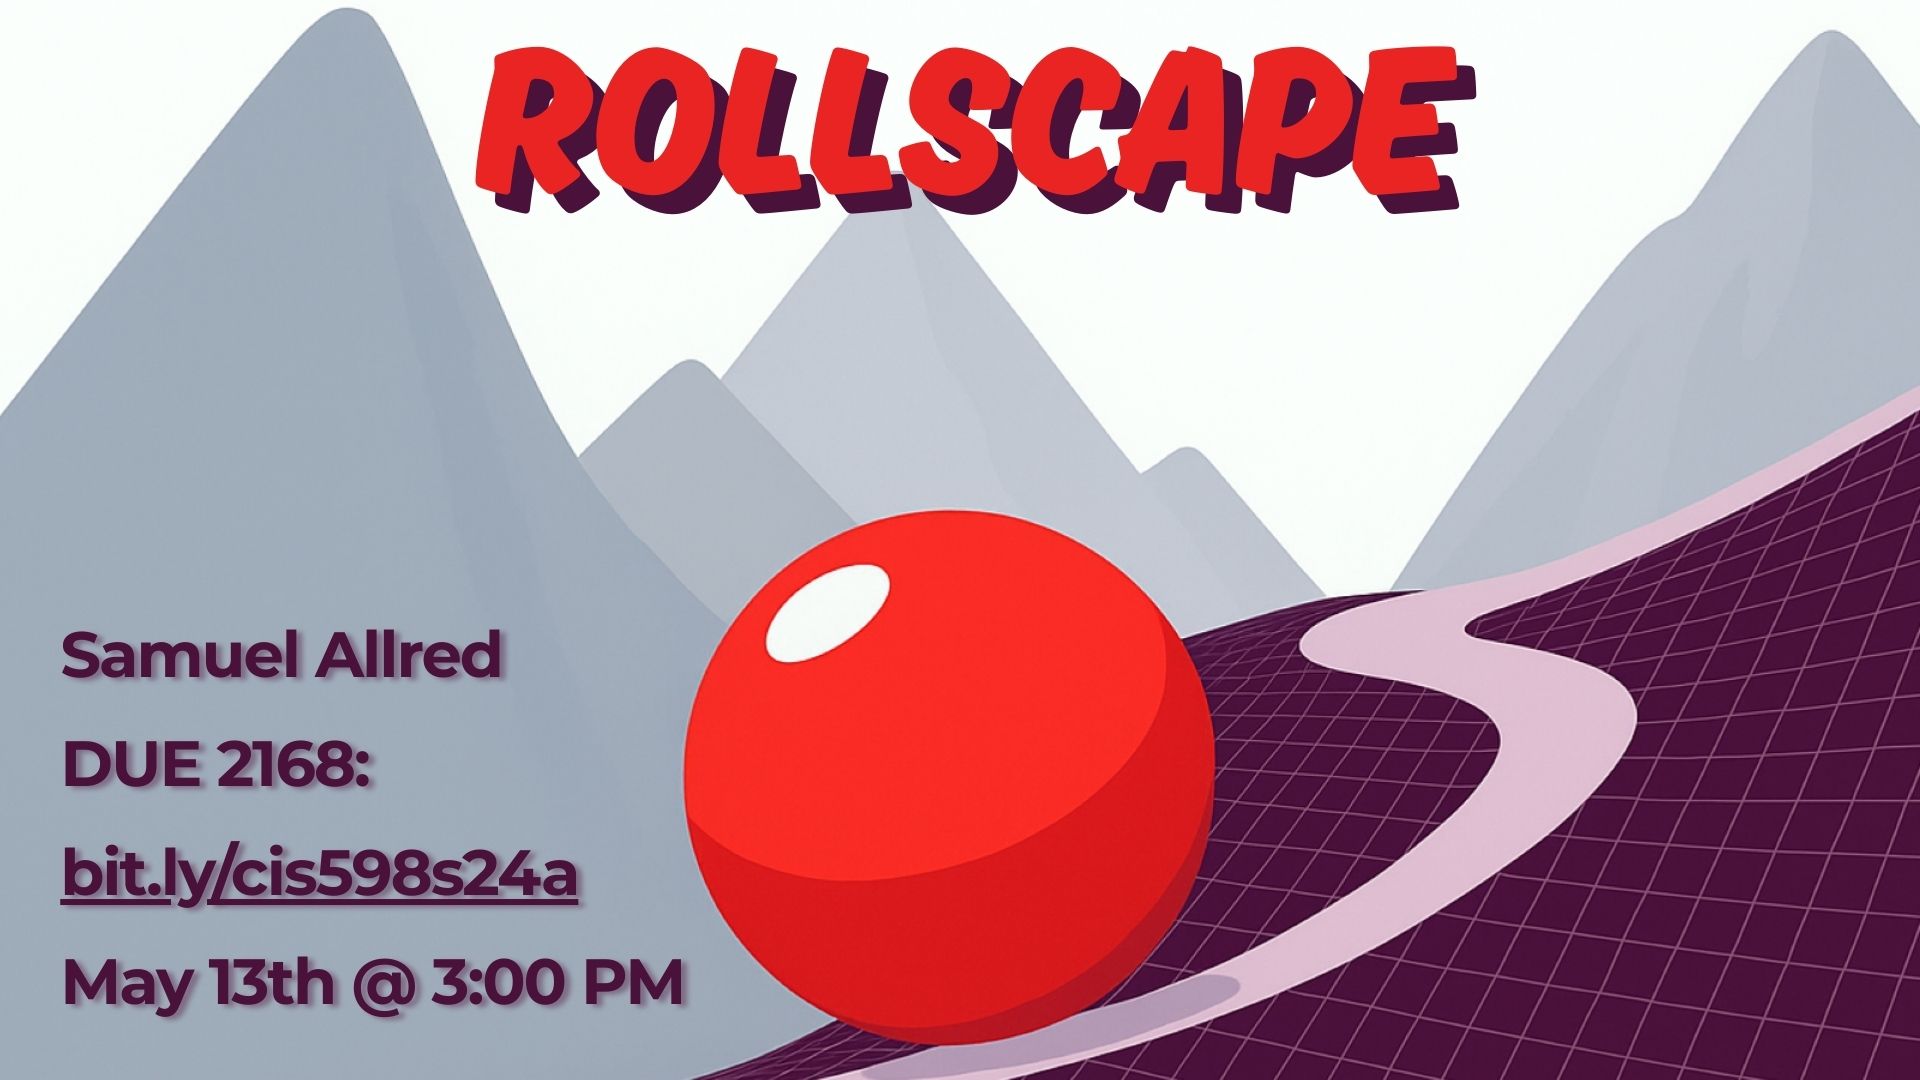 ROLLSCAPE
Samuel Allred
DUE 2168:
bit.ly/cis598s24a
May 13th @ 3:00 PM